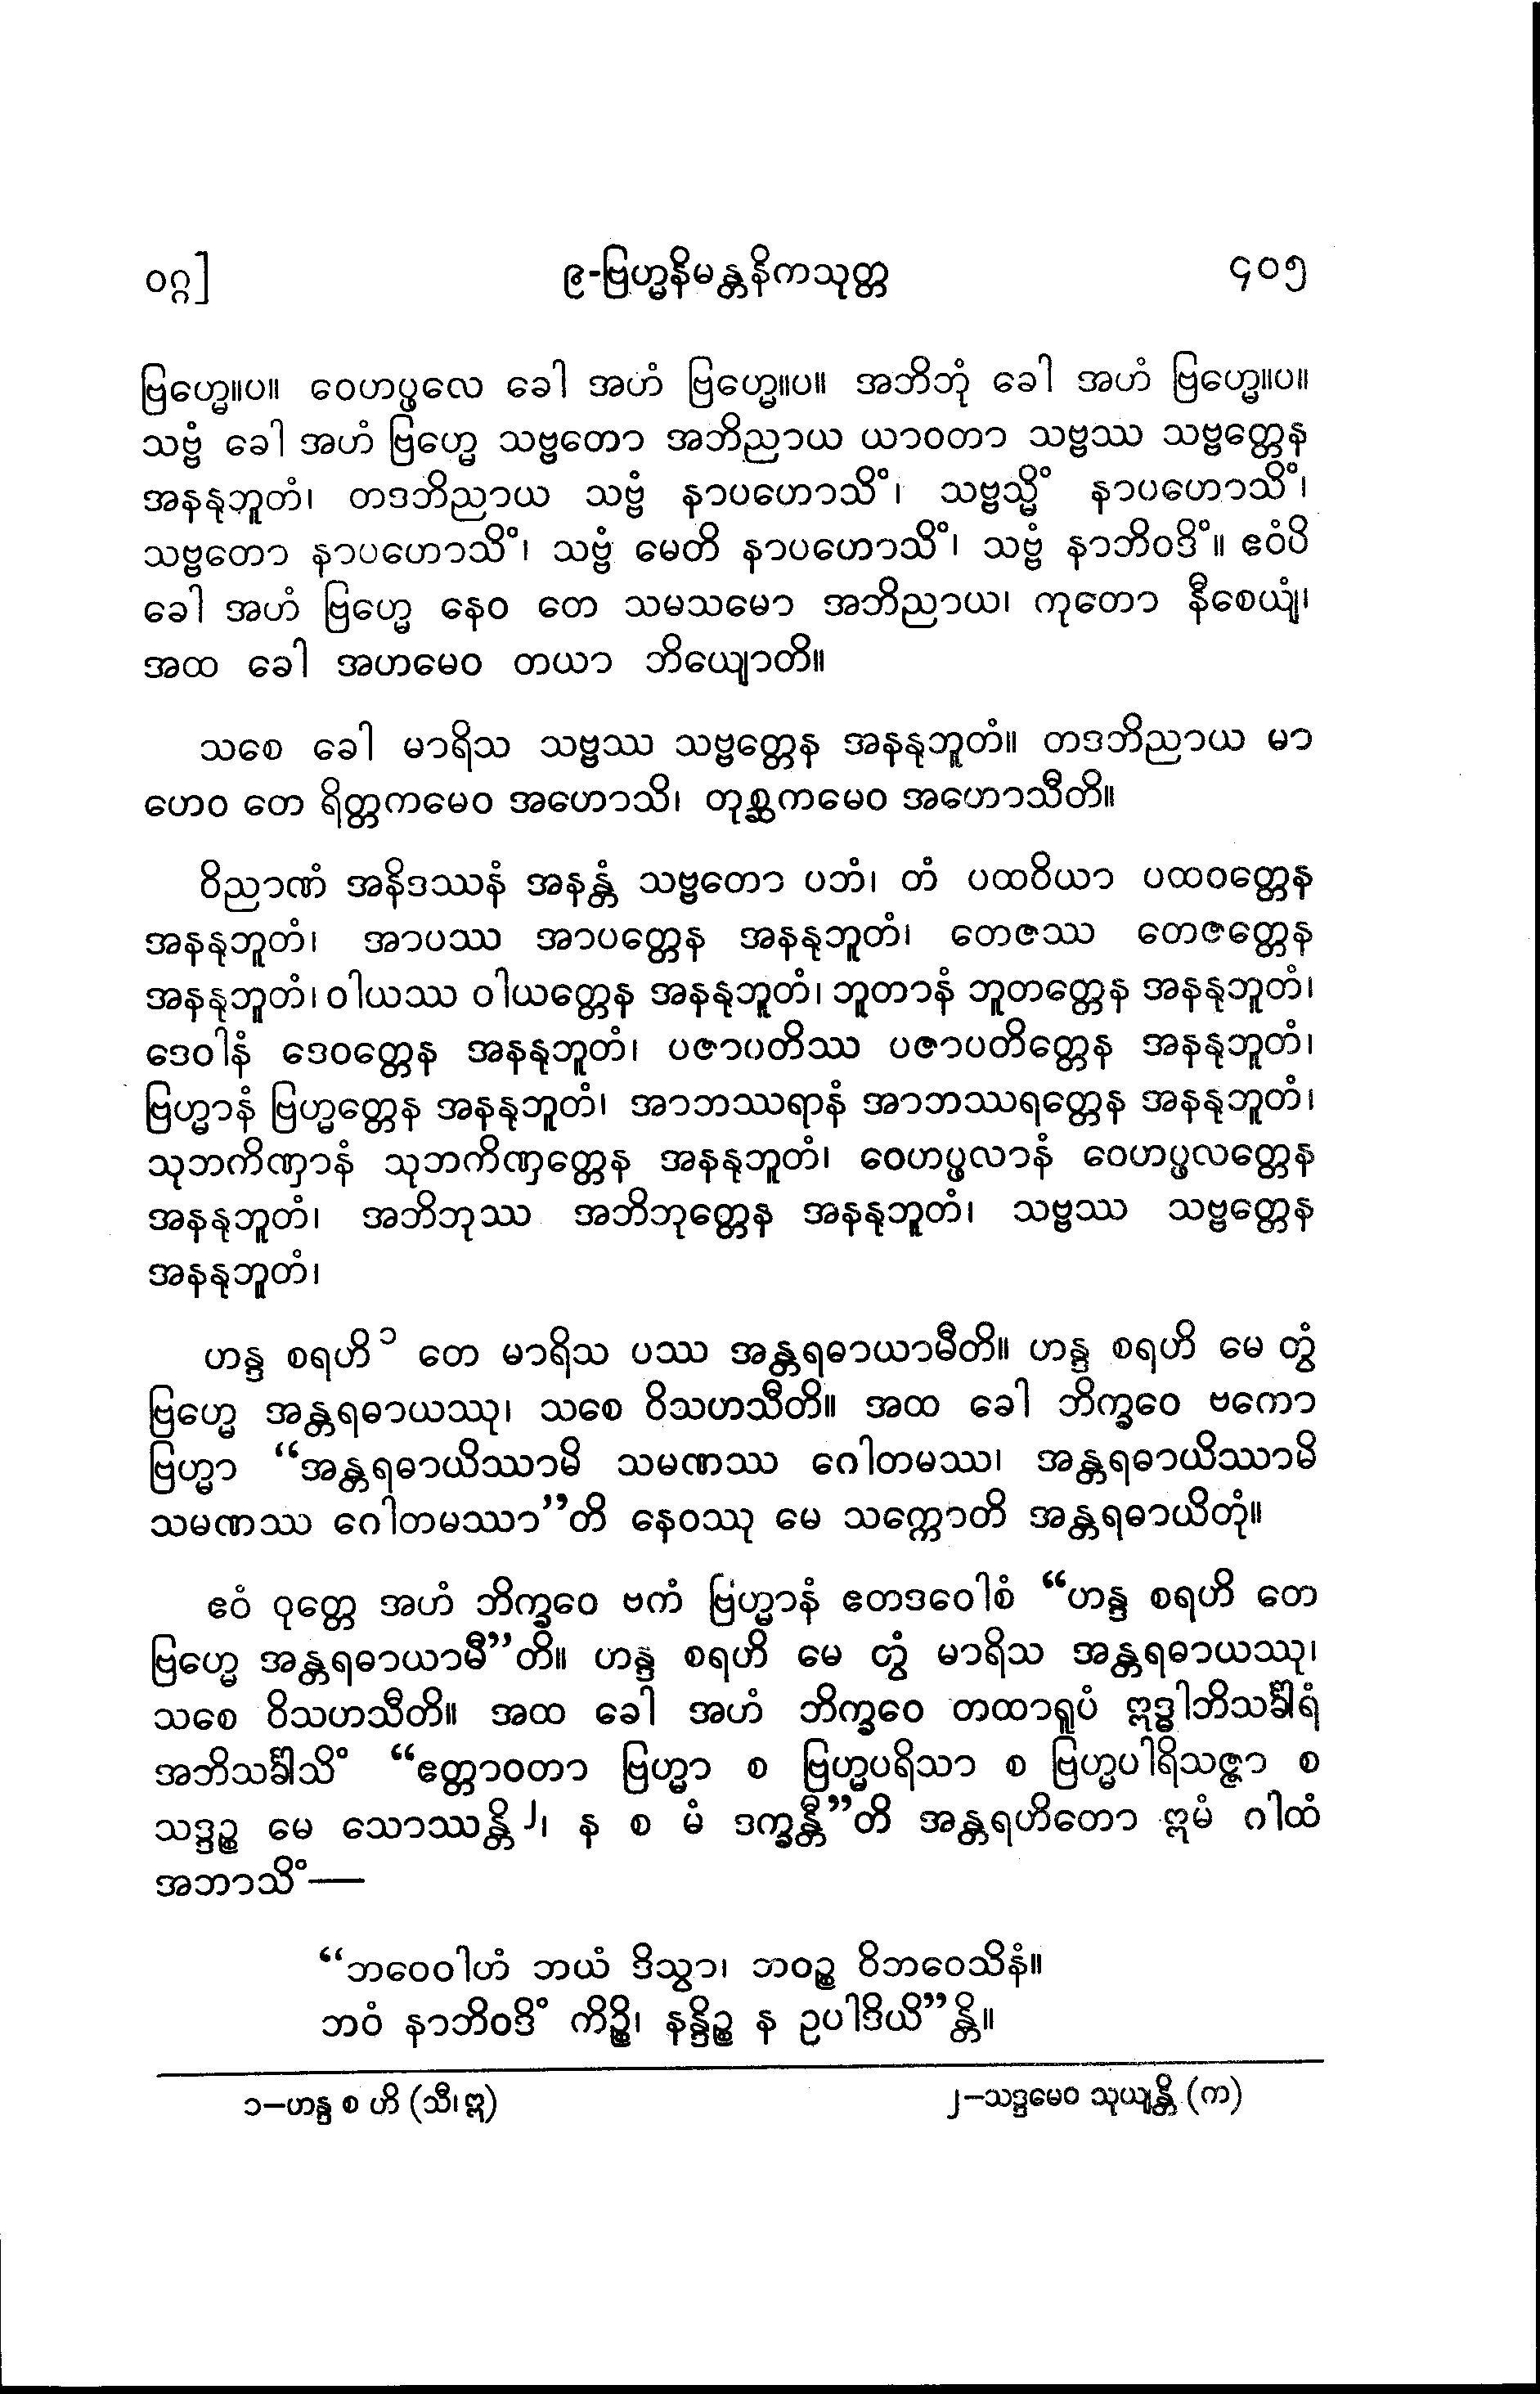 ဝဂ္ဂ]
၉-ဗြဟ္မနိမန္တနိကသုတ္တ
၄၀၅
ဗြဟ္မေ။ပ။ ဝေဟပ္ဖလေ ခေါ အဟံ ဗြဟ္မေ။ပ။ အဘိဘုံ ခေါ အဟံ ဗြဟ္မေ။ပ။
သဗ္ဗံ ခေါ အဟံ ဗြဟ္မေ သဗ္ဗတော အဘိညာယ ယာဝတာ သဗ္ဗဿ သဗ္ဗတ္တေန
အနနုဘူတံ၊ တဒဘိညာယ သဗ္ဗံ နာပဟောသိံ၊ သဗ္ဗသ္မိံ နာပဟောသိံ၊
သဗ္ဗတော နာပဟောသိံ၊ သဗ္ဗံ မေတိ နာပဟောသိံ၊ သဗ္ဗံ နာဘိဝဒိံ။ ဧဝံပိ
ခေါ အဟံ ဗြဟ္မေ နေဝ တေ သမသမော အဘိညာယ၊ ကုတော နီစေယျံ၊
အထ ခေါ အဟမေဝ တယာ ဘိယျောတိ။
သစေ ခေါ မာရိသ သဗ္ဗဿ သဗ္ဗတ္တေန အနနုဘူတံ။ တဒဘိညာယ မာ
ဟေဝ တေ ရိတ္တကမေဝ အဟောသိ၊ တုစ္ဆကမေဝ အဟောသီတိ။
ဝိညာဏံ အနိဒဿနံ အနန္တံ သဗ္ဗတော ပဘံ၊ တံ ပထဝိယာ ပထဝတ္တေန
အနနုဘူတံ၊ အာပဿ အာပတ္တေန အနနုဘူတံ၊ တေဇဿ တေဇတ္တေန
အနနုဘူတံ၊ ဝါယဿ ဝါယတ္တေန အနနုဘူတံ၊ ဘူတာနံ ဘူတတ္တေန အနနုဘူတံ၊
ဒေဝါနံ ဒေဝတ္တေန အနနုဘူတံ၊ ပဇာပတိဿ ပဇာပတိတ္တေန အနနုဘူတံ၊
ဗြဟ္မာနံ ဗြဟ္မတ္တေန အနနုဘူတံ၊ အာဘဿရာနံ အာဘဿရတ္တေန အနနုဘူတံ၊
သုဘကိဏှာနံ သုဘကိဏှတ္တေန အနနုဘူတံ၊ ဝေဟပ္ဖလာနံ ဝေဟပ္ဖလတ္တေန
အနနုဘူတံ၊ အဘိဘုဿ အဘိဘုတ္တေန အနနုဘူတံ၊ သဗ္ဗဿ သဗ္ဗတ္တေန
အနနုဘူတံ၊
ဟန္ဒ စရဟိ ၁ တေ မာရိသ ပဿ အန္တရဓာယာမီတိ။ ဟန္ဒ စရဟိ မေ တွံ
ဗြဟ္မေ အန္တရဓာယဿု၊ သစေ ဝိသဟသီတိ။ အထ ခေါ ဘိက္ခဝေ ဗကော
ဗြဟ္မာ “အန္တရဓာယိဿာမိ သမဏဿ ဂေါတမဿ၊ အန္တရဓာယိဿာမိ
သမဏဿ ဂေါတမဿာ”တိ နေဝဿု မေ သက္ကောတိ အန္တရဓာယိတုံ။
ဧဝံ ဝုတ္တေ အဟံ ဘိက္ခဝေ ဗကံ ဗြဟ္မာနံ ဧတဒဝေါစံ “ဟန္ဒ စရဟိ တေ
ဗြဟ္မေ အန္တရဓာယာမီ”တိ။ ဟန္ဒ စရဟိ မေ တွံ မာရိသ အန္တရဓာယဿု၊
သစေ ဝိသဟသီတိ။ အထ ခေါ အဟံ ဘိက္ခဝေ တထာရူပံ ဣဒ္ဓါဘိသင်္ခါရံ
အဘိသင်္ခါသိံ “ဧတ္တာဝတာ ဗြဟ္မာ စ ဗြဟ္မပရိသာ စ ဗြဟ္မပါရိသဇ္ဇာ စ
သဒ္ဒဉ္စ မေ သောဿန္တိ ၂၊ န စ မံ ဒက္ခန္တီ”တိ အန္တရဟိတော ဣမံ ဂါထံ
အဘာသိံ—
“ဘဝေဝါဟံ ဘယံ ဒိသွာ၊ ဘဝဉ္စ ဝိဘဝေသိနံ။
ဘဝံ နာဘိဝဒိံ ကိဉ္စိ၊ နန္ဒိဉ္စ န ဥပါဒိယိ”န္တိ။
၁−ဟန္ဒ စ ဟိ (သီ၊ ဣ)
၂−သဒ္ဒမေဝ သုယျန္တိ (က)